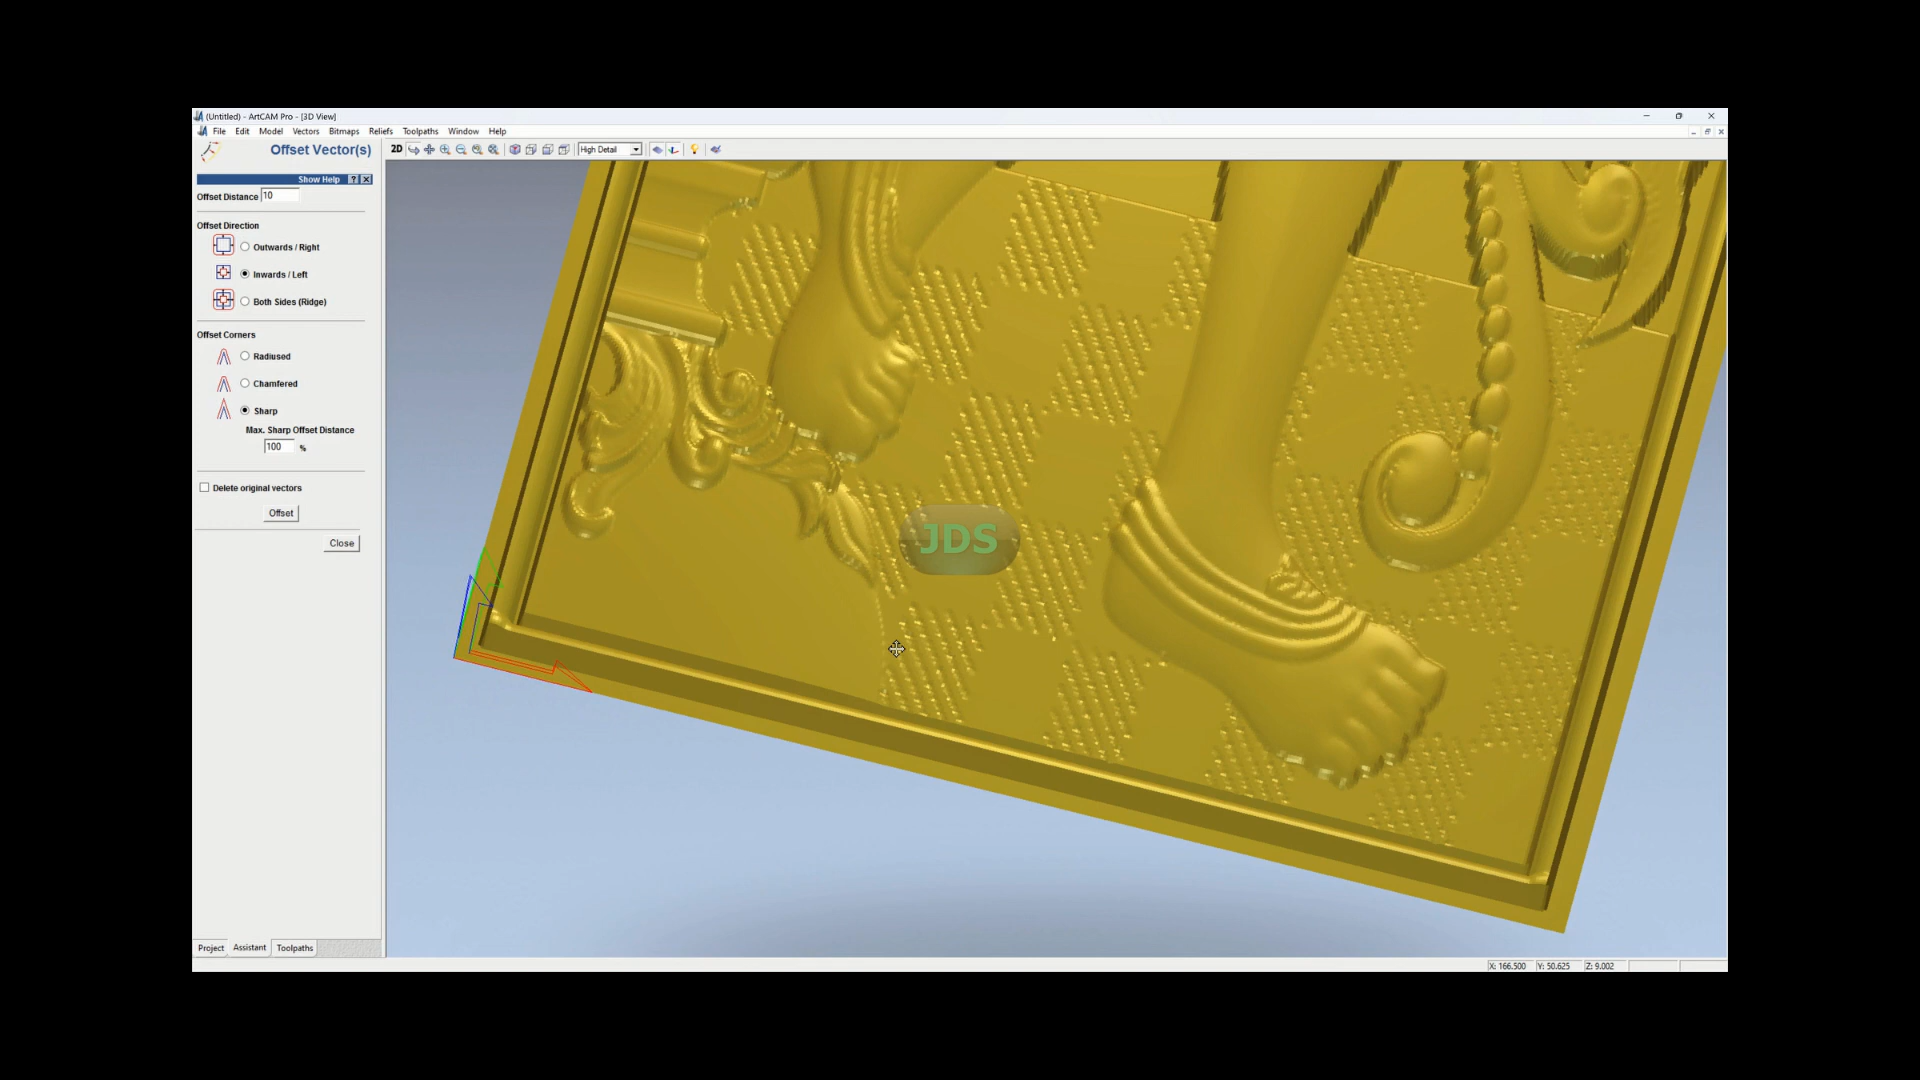 (Untitled) - ArtCAM Pro - [3D View]
File Edit Model Vectors Bitmaps Reliefs Toolpaths Window Help
Offset Vector(s)
2D
High Detail
Show Help
Offset Distance 10
Offset Direction
Outwards / Right
Inwards / Left
Both Sides (Ridge)
Offset Corners
Radiused
Chamfered
Sharp
Max. Sharp Offset Distance
100 %
Delete original vectors
Offset
Close
JDS
Project Assistant Toolpaths
X: 166.500 Y: 50.625 Z: 9.002